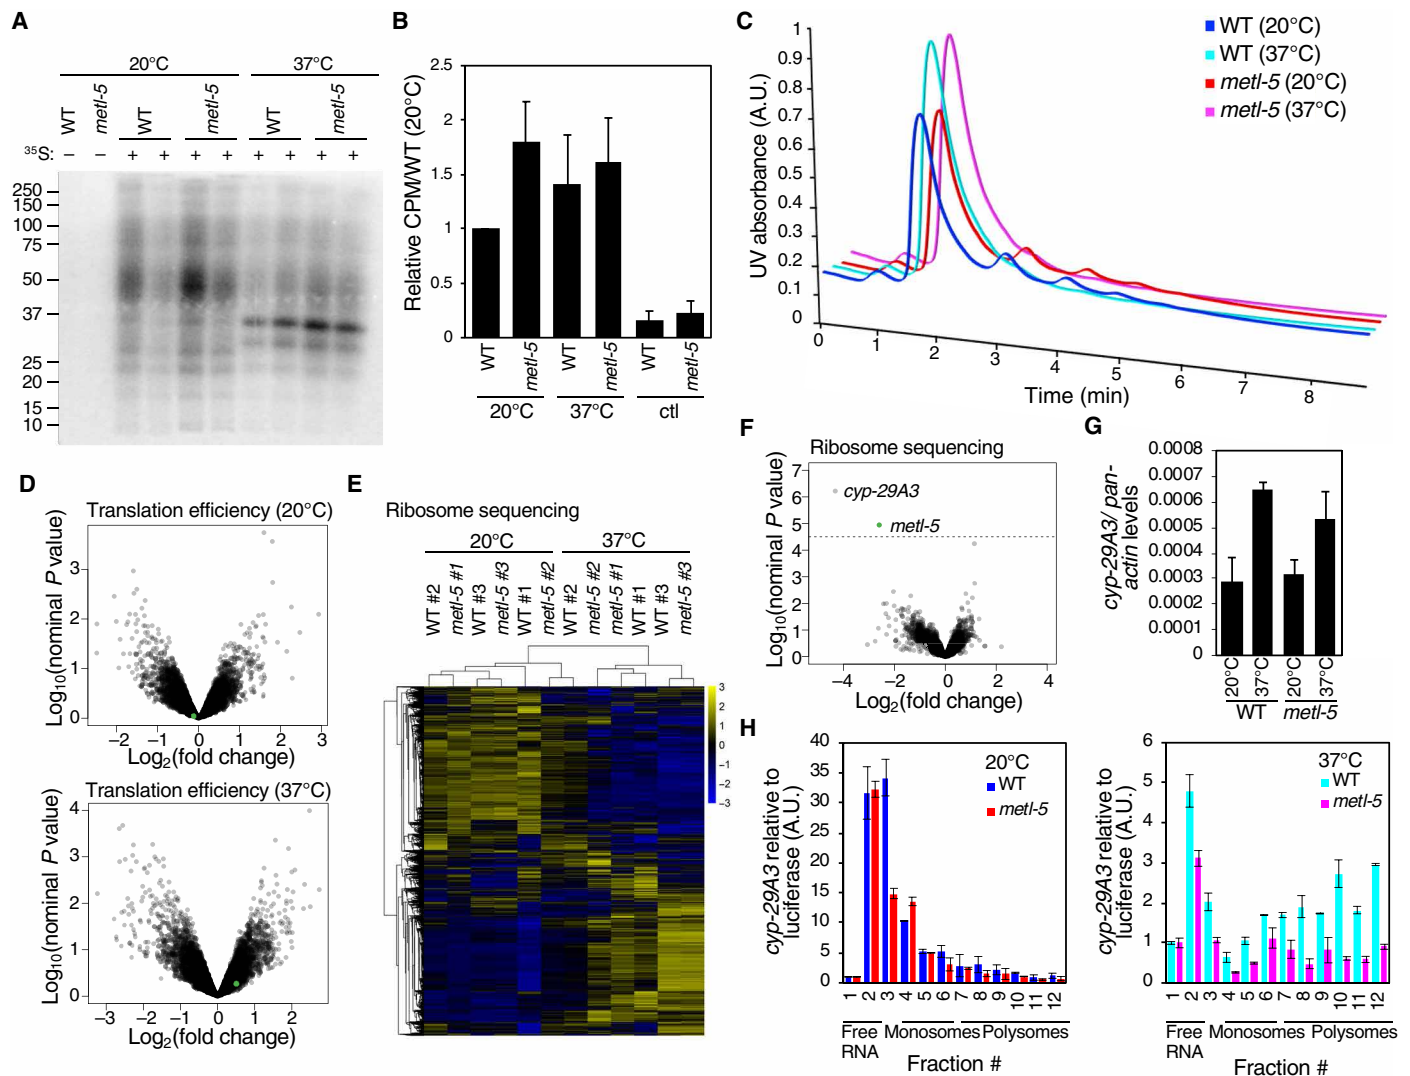 A
20°C
37°C
WT
metl-5
WT
metl-5
WT
metl-5
35S: – – + + + + + + + +
250
150
100
75
50
37
25
20
15
10
B
Relative CPM/WT (20°C)
2.5
2
1.5
1
0.5
0
WT
metl-5
WT
metl-5
WT
metl-5
20°C
37°C
ctl
C
UV absorbance (A.U.)
1
0.9
0.8
0.7
0.6
0.5
0.4
0.3
0.2
0.1
0
0 1 2 3 4 5 6 7 8
Time (min)
WT (20°C)
WT (37°C)
metl-5 (20°C)
metl-5 (37°C)
D
Translation efficiency (20°C)
Log10(nominal P value)
3
2
1
0
–2 –1 0 1 2 3
Log2(fold change)
Translation efficiency (37°C)
Log10(nominal P value)
4
3
2
1
0
–3 –2 –1 0 1 2
Log2(fold change)
E
Ribosome sequencing
20°C
37°C
WT #2
metl-5 #1
WT #3
metl-5 #3
WT #1
metl-5 #2
WT #2
metl-5 #2
metl-5 #1
WT #1
WT #3
metl-5 #3
3
2
1
0
–1
–2
–3
F
Ribosome sequencing
Log10(nominal P value)
7
6
5
4
3
2
1
0
cyp-29A3
metl-5
–4 –2 0 2 4
Log2(fold change)
G
cyp-29A3/ pan-
actin levels
0.0008
0.0006
0.0005
0.0003
0.0002
0.0001
0
20°C
37°C
20°C
37°C
WT
metl-5
H
cyp-29A3 relative to
luciferase (A.U.)
40
35
30
25
20
15
10
5
0
20°C
WT
metl-5
1 2 3 4 5 6 7 8 9 10 11 12
Free
RNA
Monosomes
Polysomes
Fraction #
cyp-29A3 relative to
luciferase (A.U.)
6
5
4
3
2
1
0
37°C
WT
metl-5
1 2 3 4 5 6 7 8 9 10 11 12
Free
RNA
Monosomes
Polysomes
Fraction #